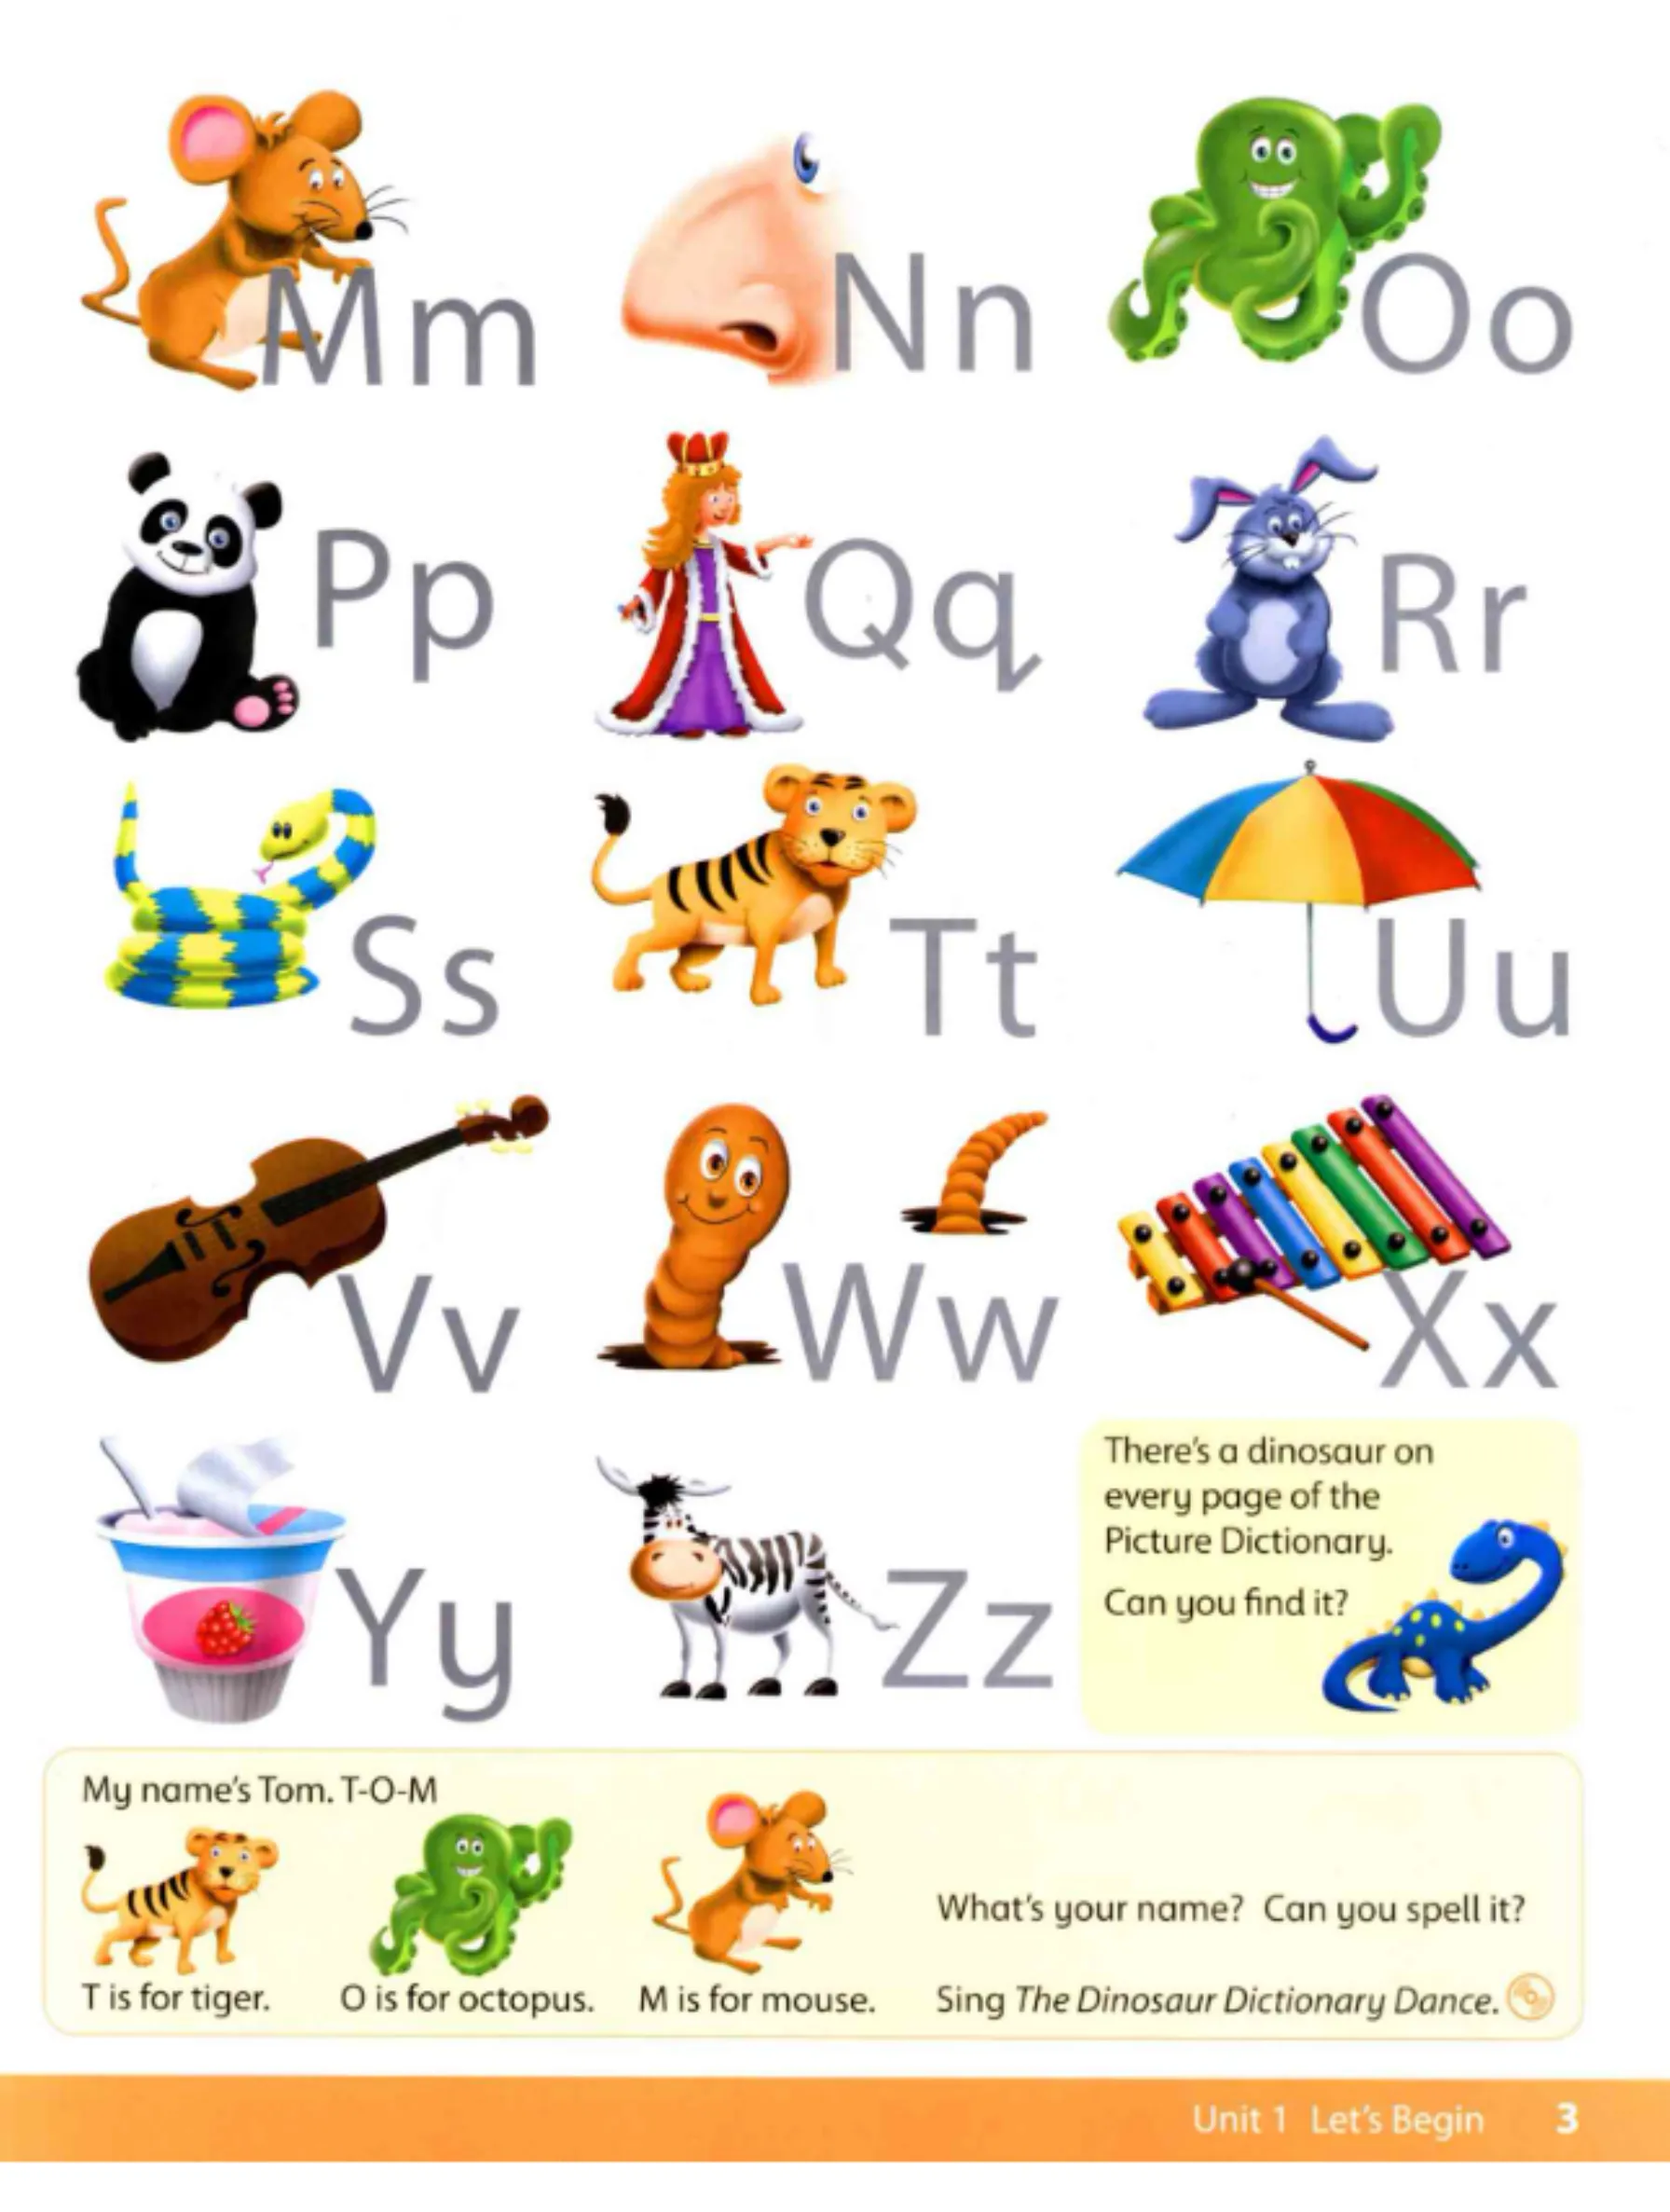 Mm
Nn
Oo
Pp
Qq
Rr
Ss
Tt
Uu
Vv
Ww
Xx
Yy
Zz
There's a dinosaur on
every page of the
Picture Dictionary.
Can you find it?
My name's Tom. T-O-M
T is for tiger.
O is for octopus.
M is for mouse.
What's your name? Can you spell it?
Sing The Dinosaur Dictionary Dance.
Unit 1 Let's Begin 3